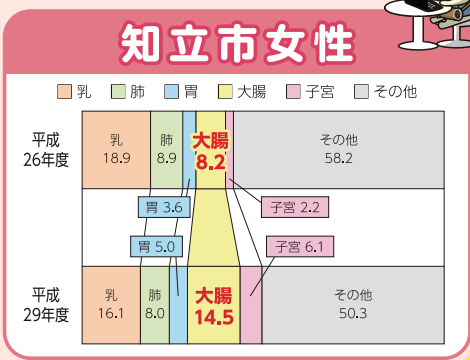 知立市女性
乳 肺 胃 大腸 子宮 その他
平成
26年度
乳
18.9
肺
8.9
大腸
8.2
その他
58.2
胃 3.6
子宮 2.2
胃 5.0
子宮 6.1
平成
29年度
乳
16.1
肺
8.0
大腸
14.5
その他
50.3